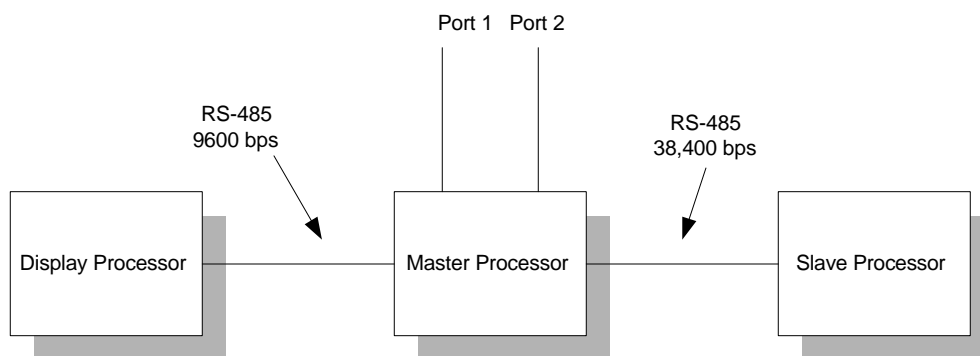 Port 1 Port 2
RS-485
9600 bps
RS-485
38,400 bps
Display Processor
Master Processor
Slave Processor